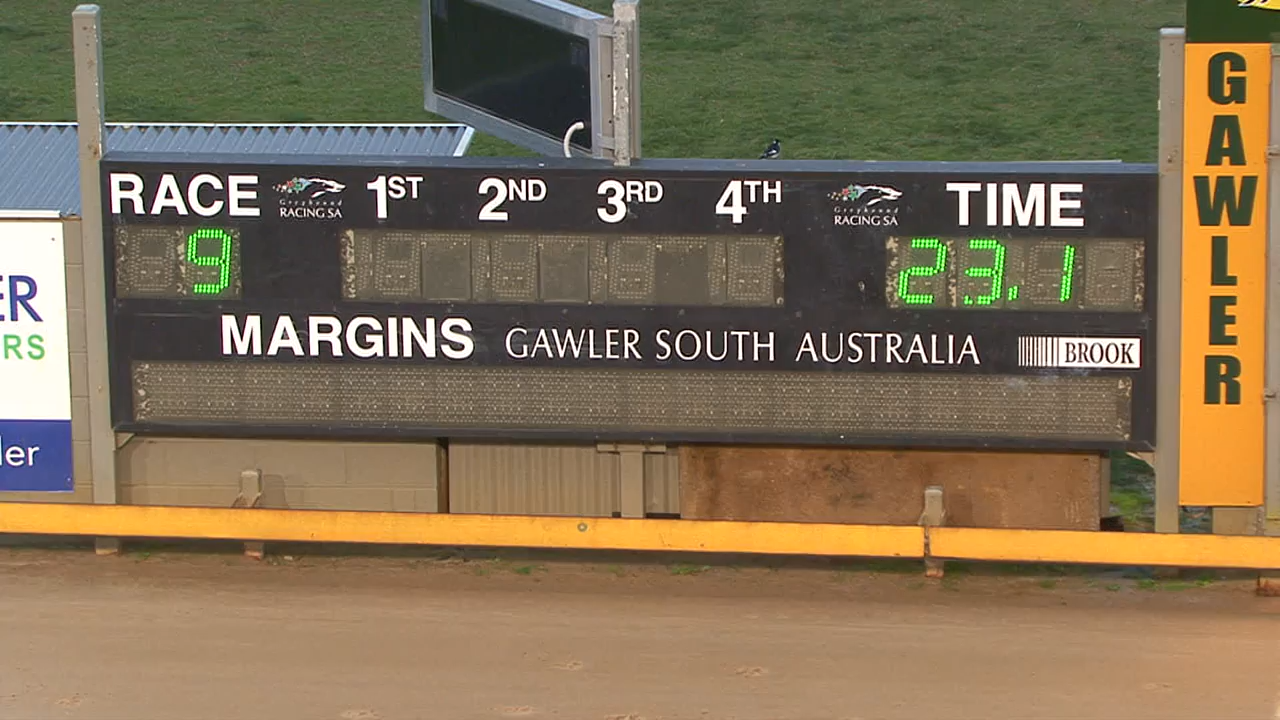 RACE
Greyhound
RACING SA
1ST 2ND 3RD 4TH
Greyhound
RACING SA
TIME
9
23.1
MARGINS GAWLER SOUTH AUSTRALIA BROOK
GAWLER
ER
RS
ler